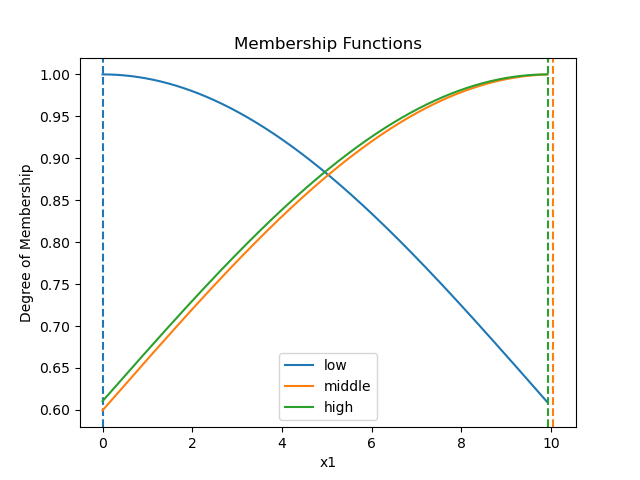 Membership Functions
Degree of Membership
1.00
0.95
0.90
0.85
0.80
0.75
0.70
0.65
0.60
low
middle
high
0 2 4 6 8 10
x1